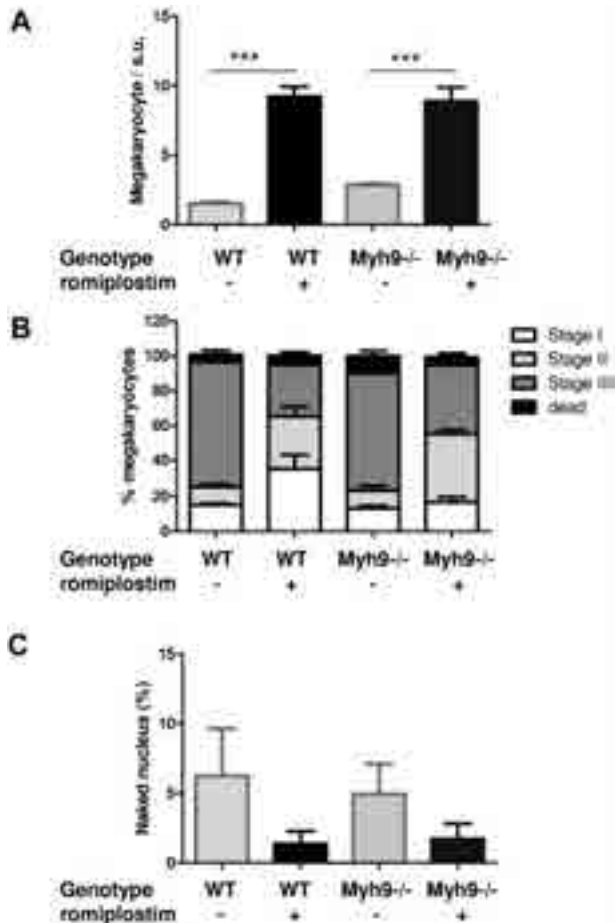 A
Megakaryocyte / s.u.
15
10
5
0
***
***
Genotype WT WT Myh9-/- Myh9-/-
romiplostim - + - +
B
% megakaryocytes
120
100
80
60
40
20
0
Stage I
Stage II
Stage III
dead
Genotype WT WT Myh9-/- Myh9-/-
romiplostim - + - +
C
Naked nucleus (%)
15
10
5
0
Genotype WT WT Myh9-/- Myh9-/-
romiplostim - + - +